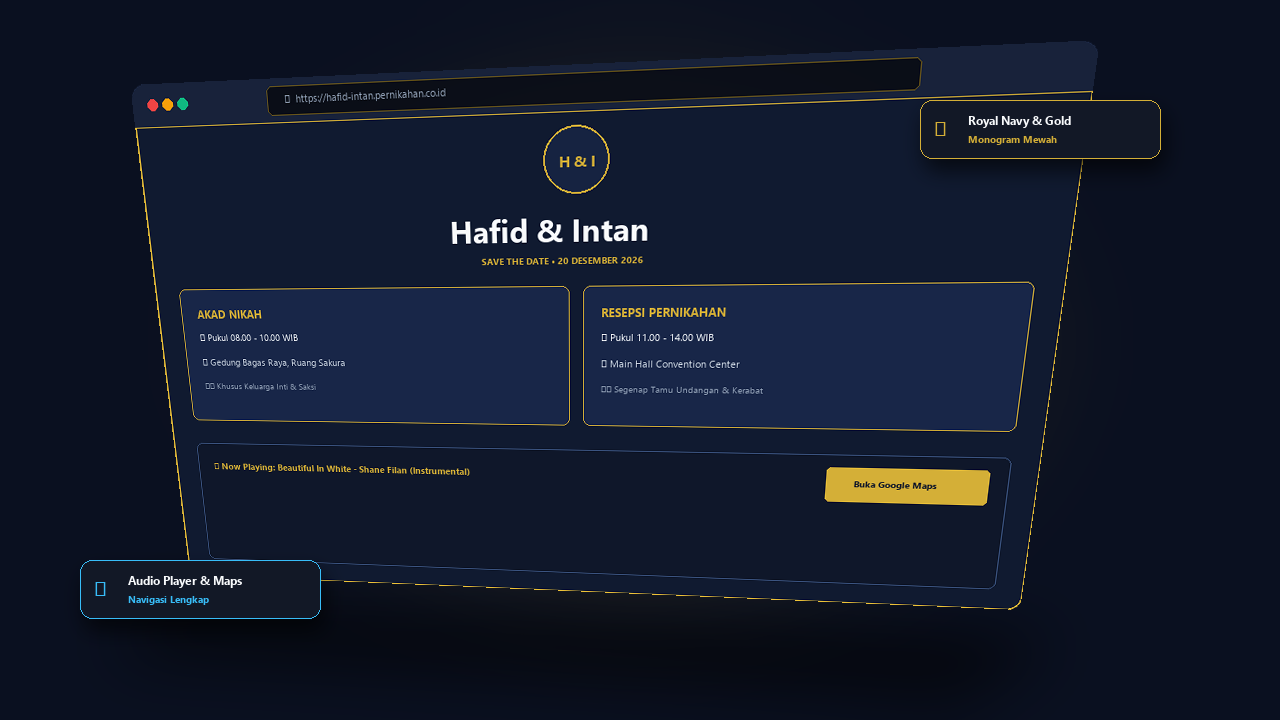 https://hafid-intan.pernikahan.co.id
Royal Navy & Gold
Monogram Mewah
H & I
Hafid & Intan
SAVE THE DATE • 20 DESEMBER 2026
AKAD NIKAH
Pukul 08.00 - 10.00 WIB
Gedung Bagas Raya, Ruang Sakura
Khusus Keluarga Inti & Saksi
RESEPSI PERNIKAHAN
Pukul 11.00 - 14.00 WIB
Main Hall Convention Center
Segenap Tamu Undangan & Kerabat
Now Playing: Beautiful In White - Shane Filan (Instrumental)
Buka Google Maps
Audio Player & Maps
Navigasi Lengkap